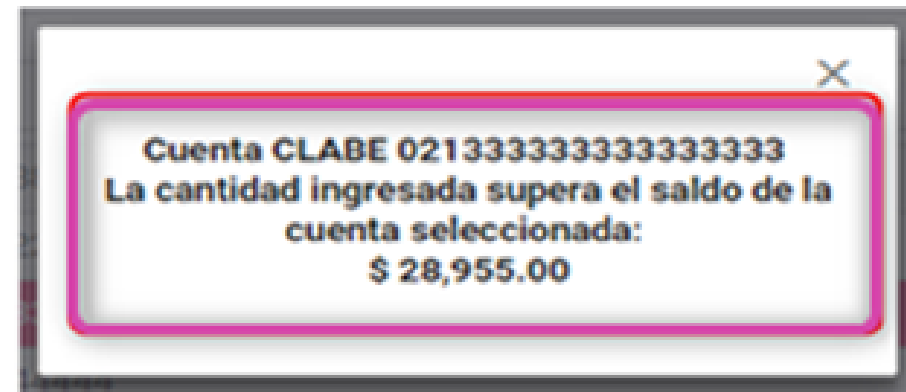 Cuenta CLABE 021333333333333333
La cantidad ingresada supera el saldo de la
cuenta seleccionada:
$ 28,955.00